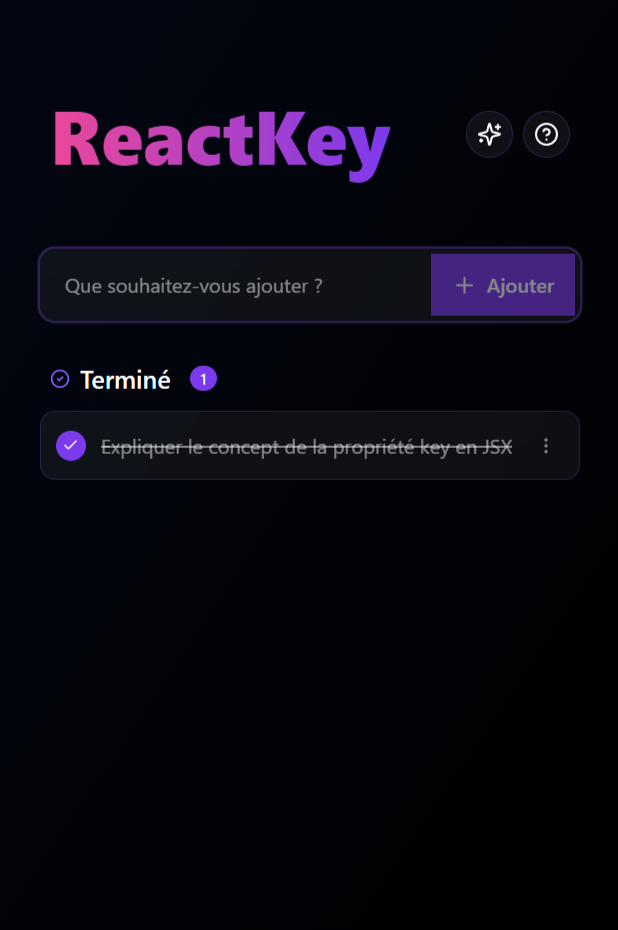 ReactKey
Que souhaitez-vous ajouter ?
Ajouter
Terminé
1
Expliquer le concept de la propriété key en JSX